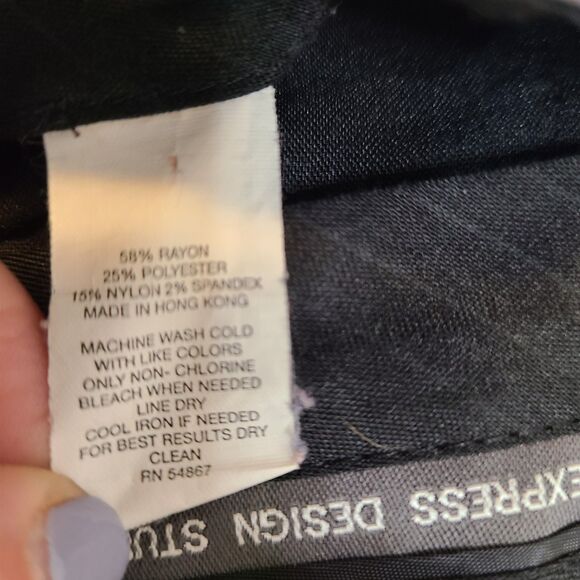 58% RAYON
25% POLYESTER
15% NYLON 2% SPANDEX
MADE IN HONG KONG
MACHINE WASH COLD
WITH LIKE COLORS
ONLY NON- CHLORINE
BLEACH WHEN NEEDED
LINE DRY
COOL IRON IF NEEDED
FOR BEST RESULTS DRY
CLEAN
RN 54867
EXPRESS DESIGN STU